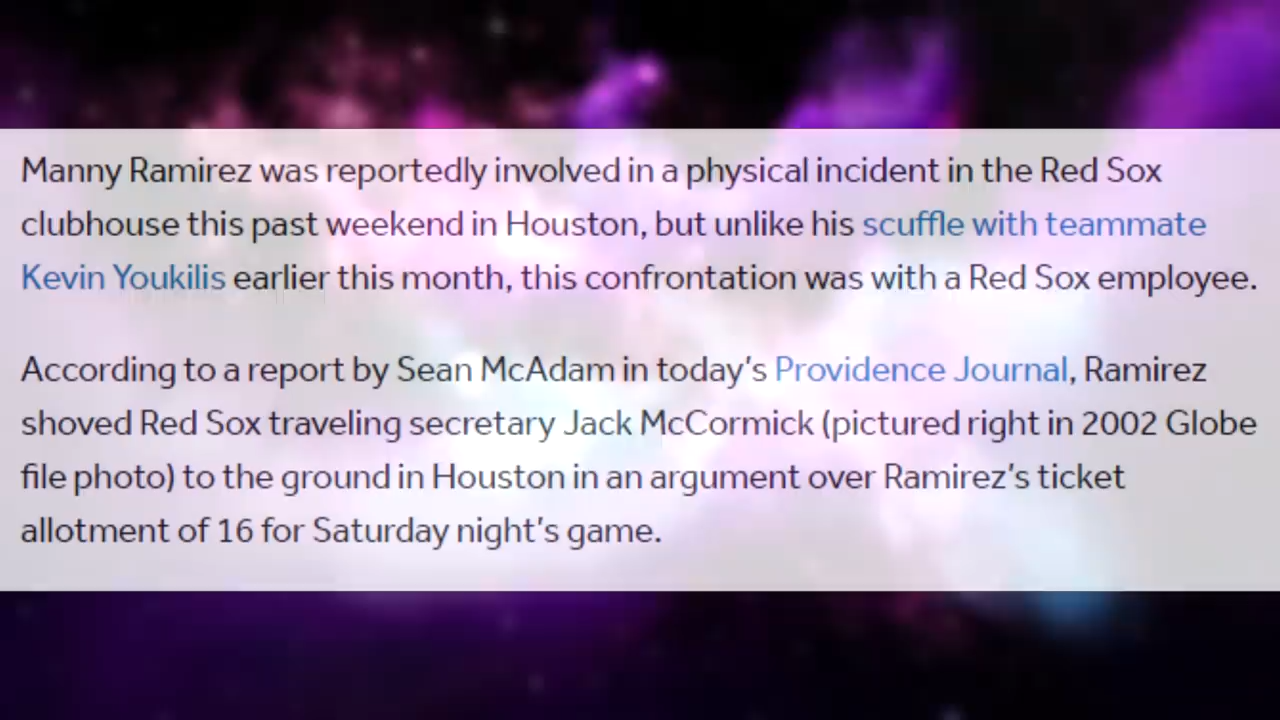 Manny Ramirez was reportedly involved in a physical incident in the Red Sox
clubhouse this past weekend in Houston, but unlike his scuffle with teammate
Kevin Youkilis earlier this month, this confrontation was with a Red Sox employee.
According to a report by Sean McAdam in today’s Providence Journal, Ramirez
shoved Red Sox traveling secretary Jack McCormick (pictured right in 2002 Globe
file photo) to the ground in Houston in an argument over Ramirez’s ticket
allotment of 16 for Saturday night’s game.